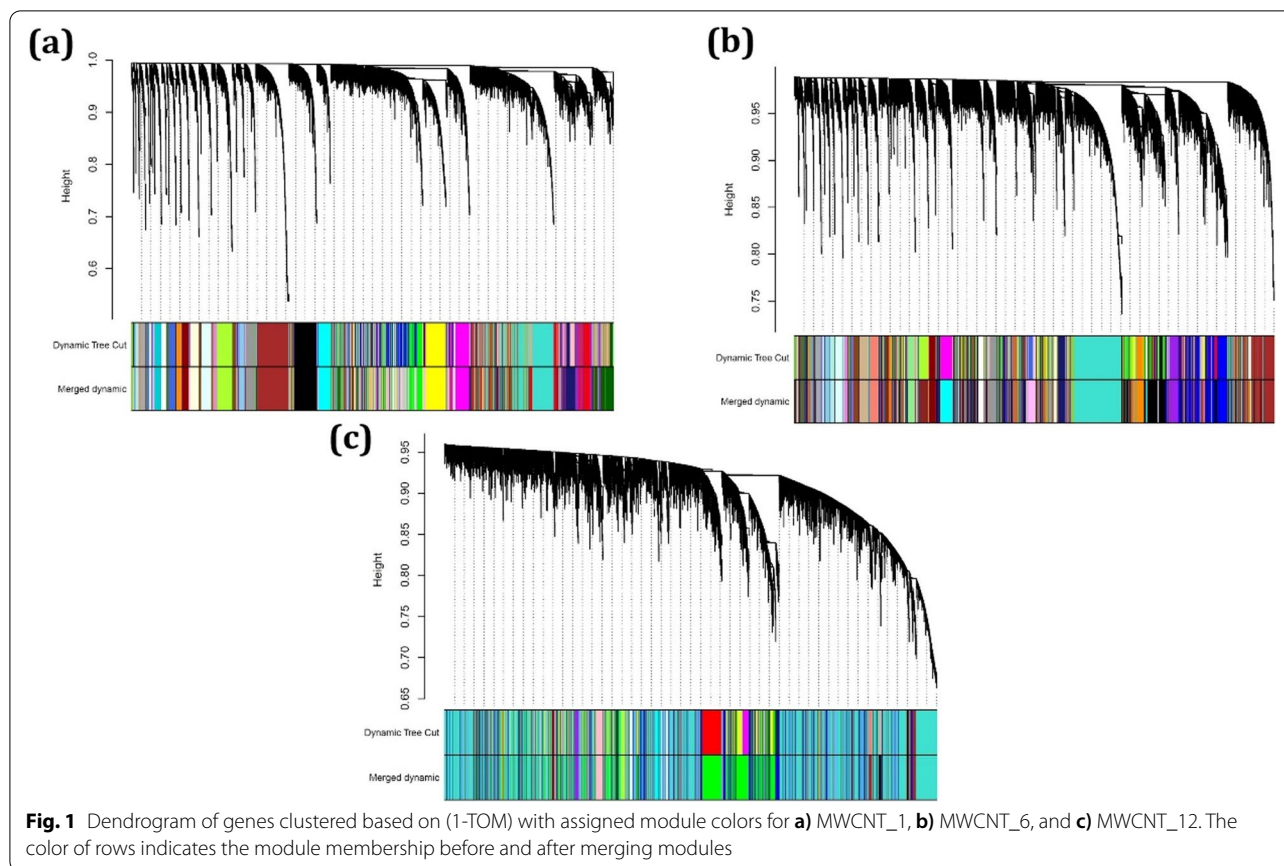 (a)
1.0
0.9
0.8
0.7
0.6
Height
Dynamic Tree Cut
Merged dynamic
(b)
0.95
0.90
0.85
0.80
0.75
Height
Dynamic Tree Cut
Merged dynamic
(c)
0.95
0.90
0.85
0.80
0.75
0.70
0.65
Height
Dynamic Tree Cut
Merged dynamic
Fig. 1 Dendrogram of genes clustered based on (1-TOM) with assigned module colors for a) MWCNT_1, b) MWCNT_6, and c) MWCNT_12. The
color of rows indicates the module membership before and after merging modules